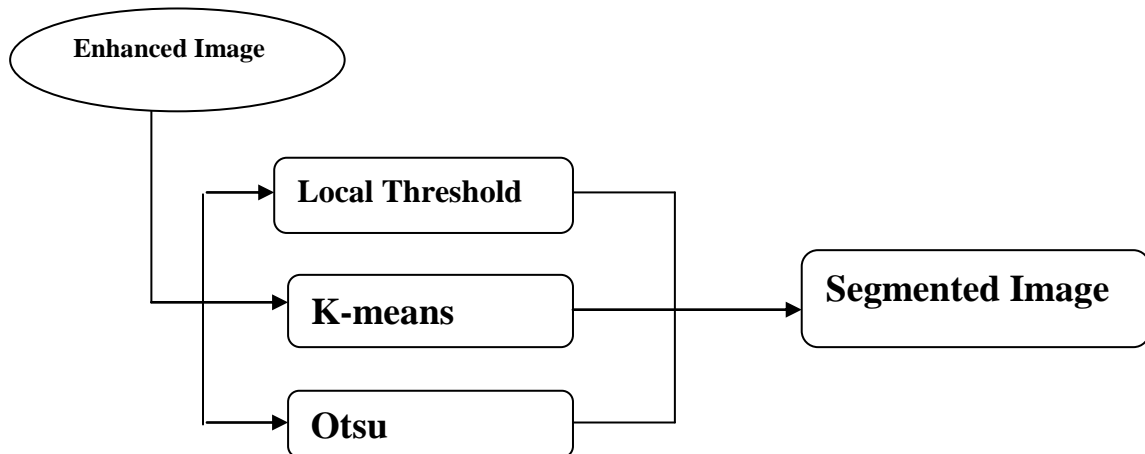 Enhanced Image
Local Threshold
K-means
Segmented Image
Otsu